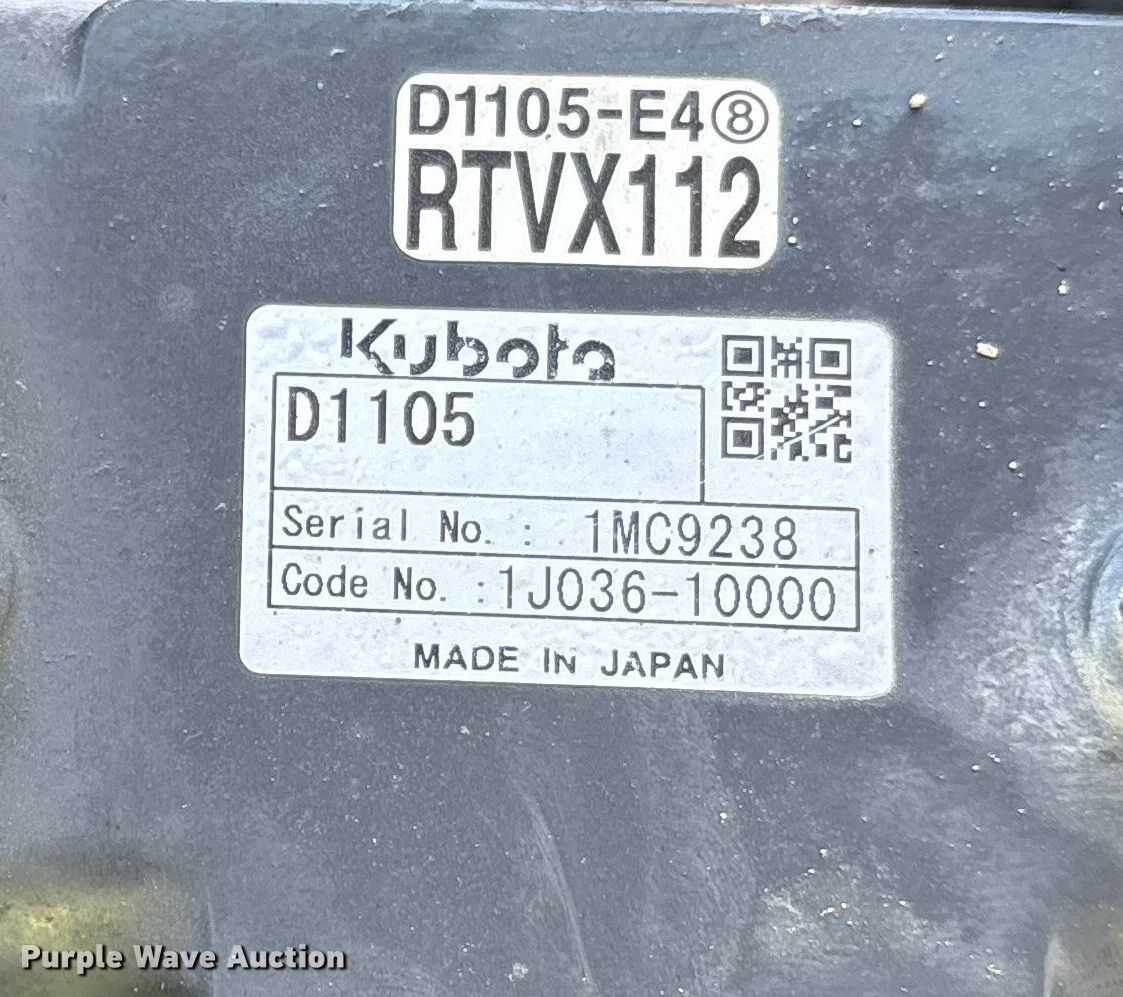 D1105-E4⑧
RTVX112
Kubota
D1105
Serial No. : 1MC9238
Code No. :1J036-10000
MADE IN JAPAN
Purple Wave Auction